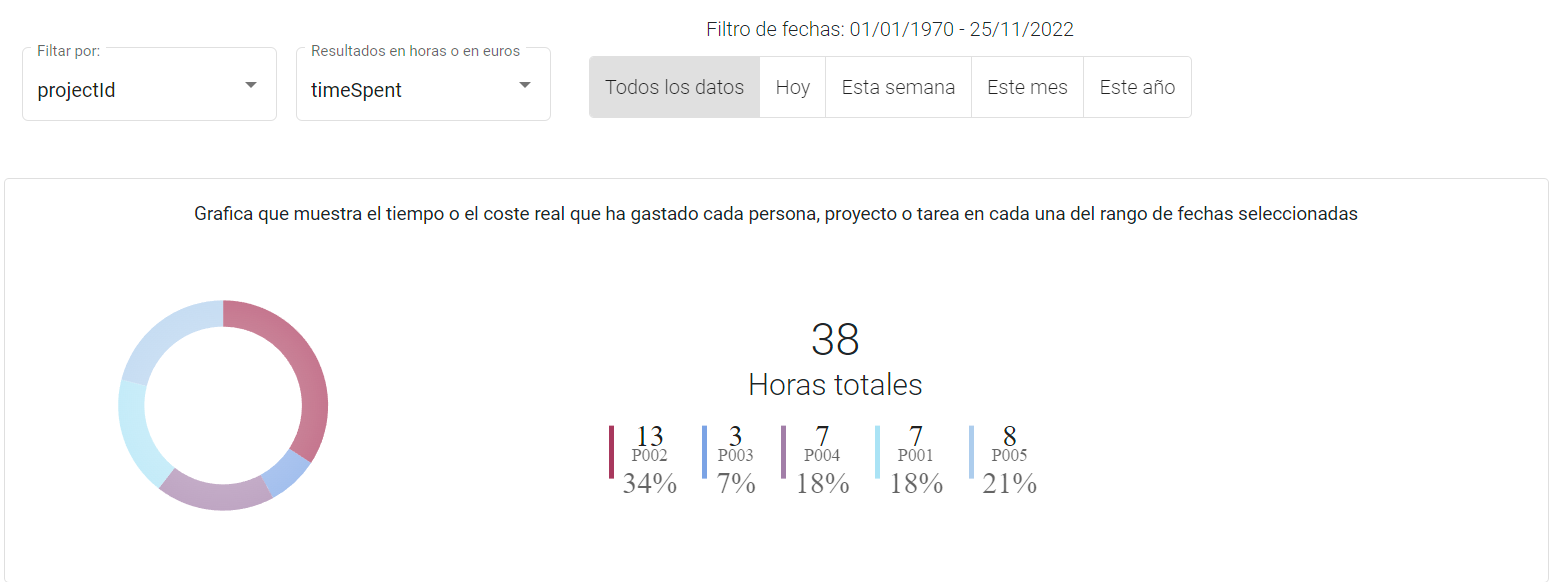 Filtro de fechas: 01/01/1970 - 25/11/2022
Filtar por:
projectId
Resultados en horas o en euros
timeSpent
Todos los datos Hoy Esta semana Este mes Este año
Grafica que muestra el tiempo o el coste real que ha gastado cada persona, proyecto o tarea en cada una del rango de fechas seleccionadas
38
Horas totales
13 3 7 7 8
P002 P003 P004 P001 P005
34% 7% 18% 18% 21%